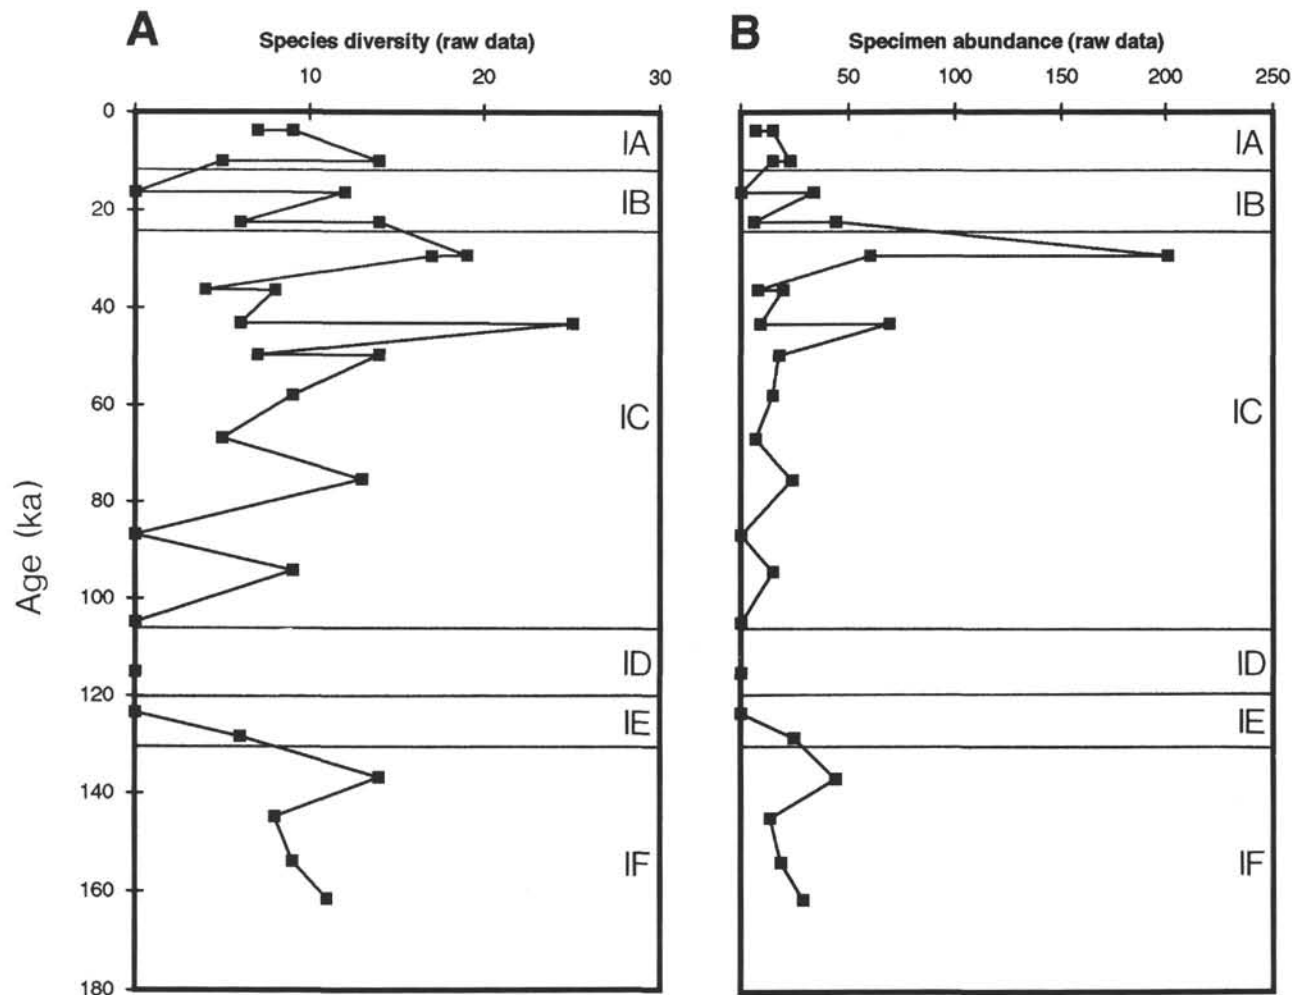 A Species diversity (raw data)
10 20 30
0
20
40
60
80
100
120
140
160
180
Age (ka)
IA
IB
IC
ID
IE
IF
B Specimen abundance (raw data)
50 100 150 200 250
IA
IB
IC
ID
IE
IF